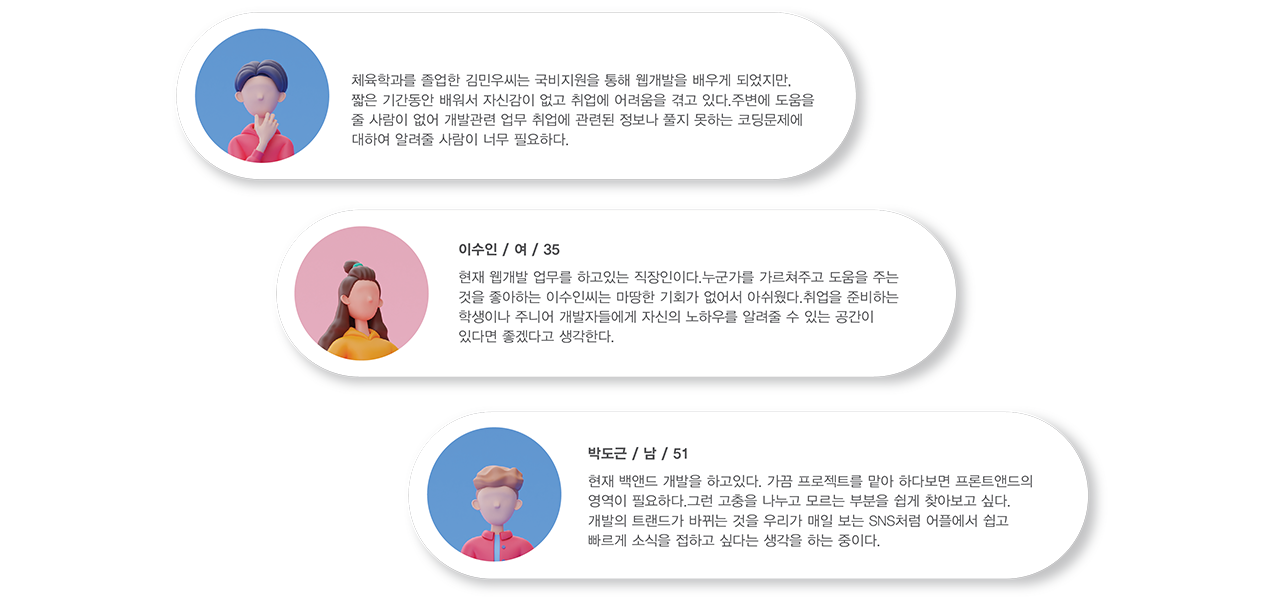 체육학과를 졸업한 김민우씨는 국비지원을 통해 웹개발을 배우게 되었지만,
짧은 기간동안 배워서 자신감이 없고 취업에 어려움을 겪고 있다.주변에 도움을
줄 사람이 없어 개발관련 업무 취업에 관련된 정보나 풀지 못하는 코딩문제에
대하여 알려줄 사람이 너무 필요하다.
이수인 / 여 / 35
현재 웹개발 업무를 하고있는 직장인이다.누군가를 가르쳐주고 도움을 주는
것을 좋아하는 이수인씨는 마땅한 기회가 없어서 아쉬웠다.취업을 준비하는
학생이나 주니어 개발자들에게 자신의 노하우를 알려줄 수 있는 공간이
있다면 좋겠다고 생각한다.
박도근 / 남 / 51
현재 백앤드 개발을 하고있다. 가끔 프로젝트를 맡아 하다보면 프론트앤드의
영역이 필요하다.그런 고충을 나누고 모르는 부분을 쉽게 찾아보고 싶다.
개발의 트랜드가 바뀌는 것을 우리가 매일 보는 SNS처럼 어플에서 쉽고
빠르게 소식을 접하고 싶다는 생각을 하는 중이다.